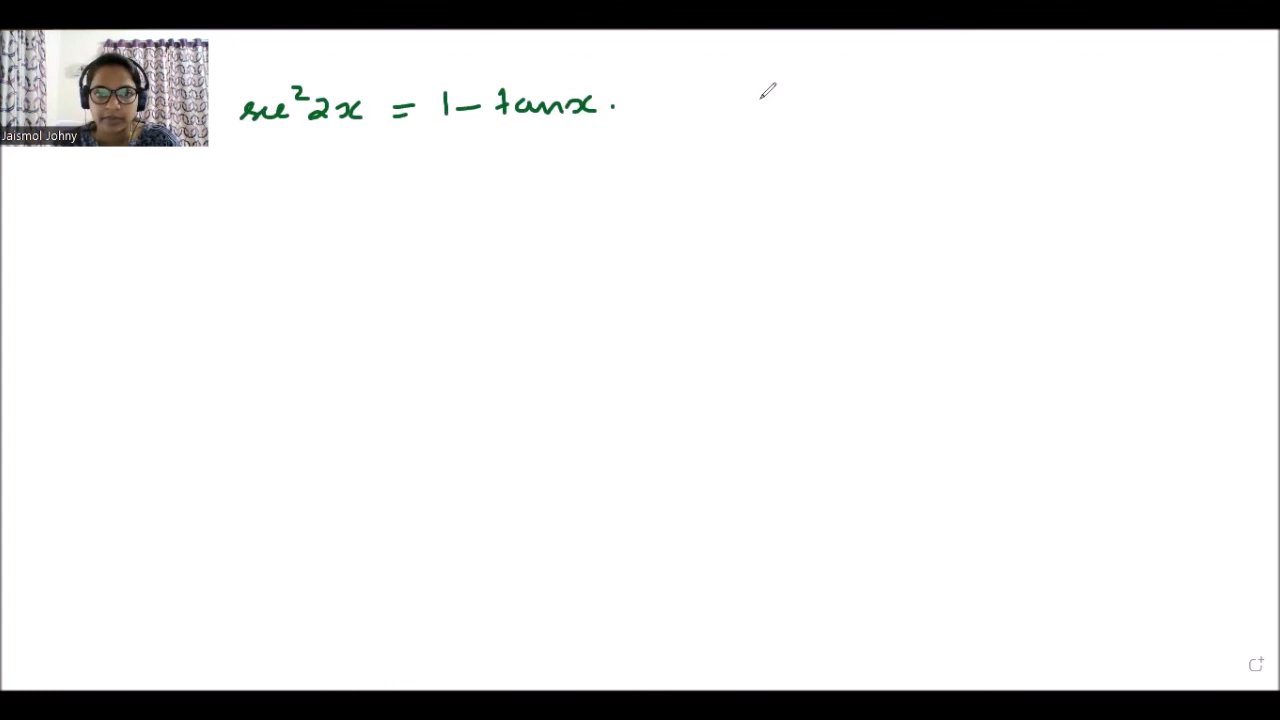 sec²2x = 1 - tanx.
Jaismol Johny